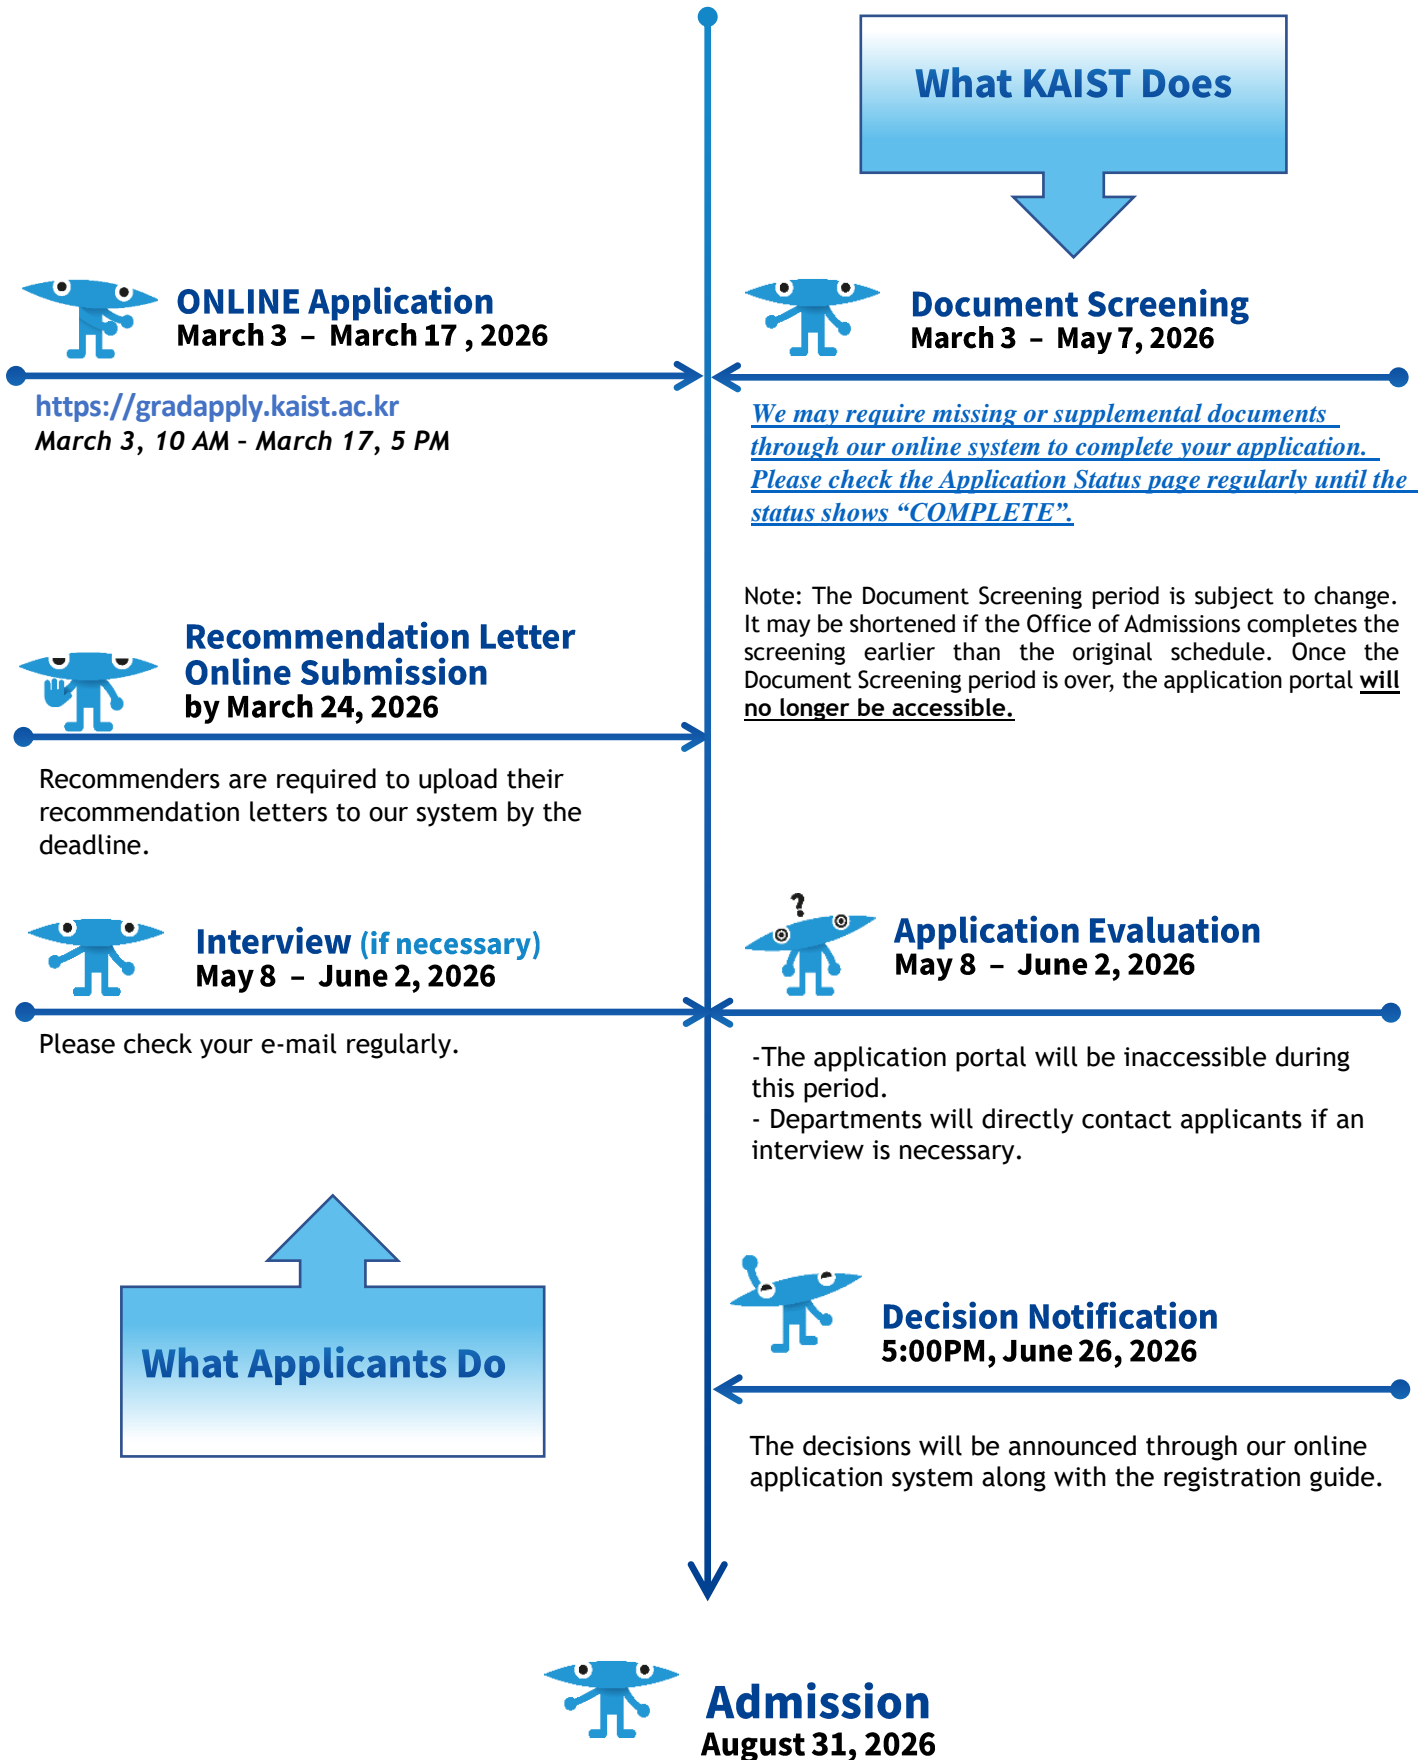 What KAIST Does
ONLINE Application
March 3 – March 17 , 2026
https://gradapply.kaist.ac.kr
March 3, 10 AM – March 17, 5 PM
Document Screening
March 3 – May 7, 2026
We may require missing or supplemental documents
through our online system to complete your application.
Please check the Application Status page regularly until the
status shows “COMPLETE”.
Note: The Document Screening period is subject to change.
It may be shortened if the Office of Admissions completes the
screening earlier than the original schedule. Once the
Document Screening period is over, the application portal will
no longer be accessible.
Recommendation Letter
Online Submission
by March 24, 2026
Recommenders are required to upload their
recommendation letters to our system by the
deadline.
Interview (if necessary)
May 8 – June 2, 2026
Please check your e-mail regularly.
?
Application Evaluation
May 8 – June 2, 2026
-The application portal will be inaccessible during
this period.
- Departments will directly contact applicants if an
interview is necessary.
What Applicants Do
Decision Notification
5:00PM, June 26, 2026
The decisions will be announced through our online
application system along with the registration guide.
Admission
August 31, 2026